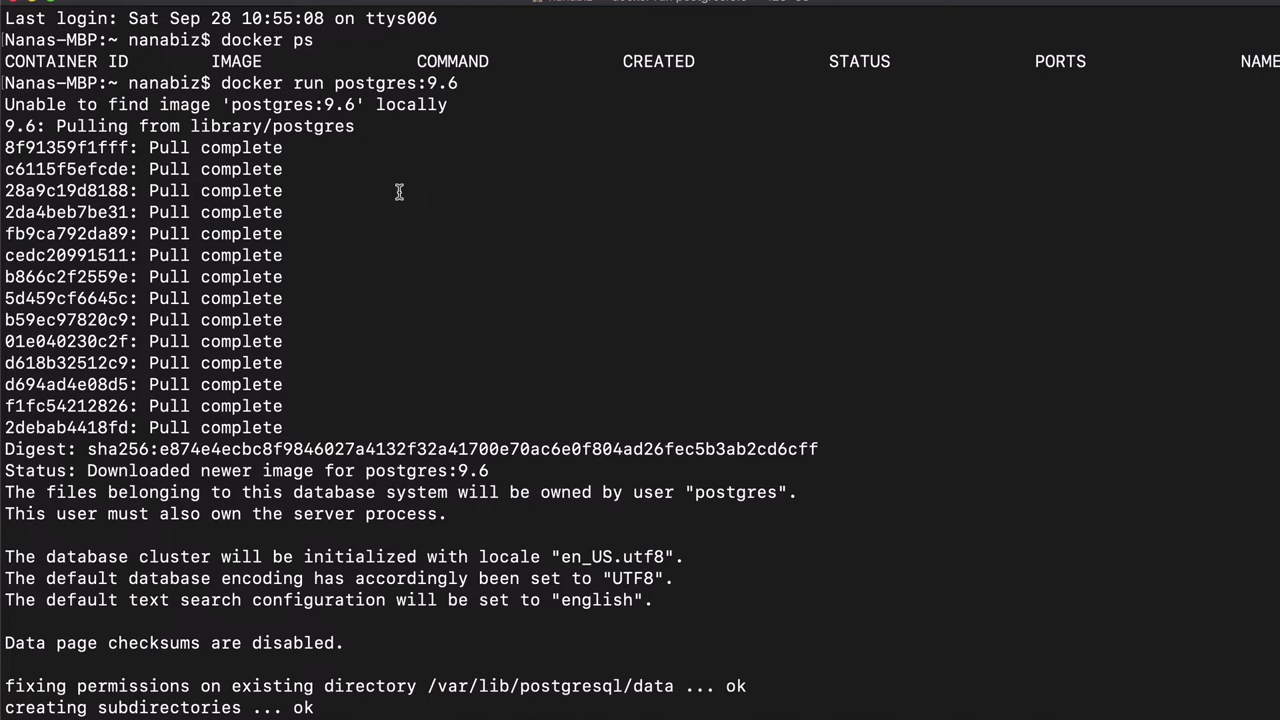 Last login: Sat Sep 28 10:55:08 on ttys006
Nanas-MBP:~ nanabiz$ docker ps
CONTAINER ID IMAGE COMMAND CREATED STATUS PORTS NAME
Nanas-MBP:~ nanabiz$ docker run postgres:9.6
Unable to find image 'postgres:9.6' locally
9.6: Pulling from library/postgres
8f91359f1fff: Pull complete
c6115f5efcde: Pull complete
28a9c19d8188: Pull complete
2da4beb7be31: Pull complete
fb9ca792da89: Pull complete
cedc20991511: Pull complete
b866c2f2559e: Pull complete
5d459cf6645c: Pull complete
b59ec97820c9: Pull complete
01e040230c2f: Pull complete
d618b32512c9: Pull complete
d694ad4e08d5: Pull complete
f1fc54212826: Pull complete
2debab4418fd: Pull complete
Digest: sha256:e874e4ecbc8f9846027a4132f32a41700e70ac6e0f804ad26fec5b3ab2cd6cff
Status: Downloaded newer image for postgres:9.6
The files belonging to this database system will be owned by user "postgres".
This user must also own the server process.
The database cluster will be initialized with locale "en_US.utf8".
The default database encoding has accordingly been set to "UTF8".
The default text search configuration will be set to "english".
Data page checksums are disabled.
fixing permissions on existing directory /var/lib/postgresql/data ... ok
creating subdirectories ... ok